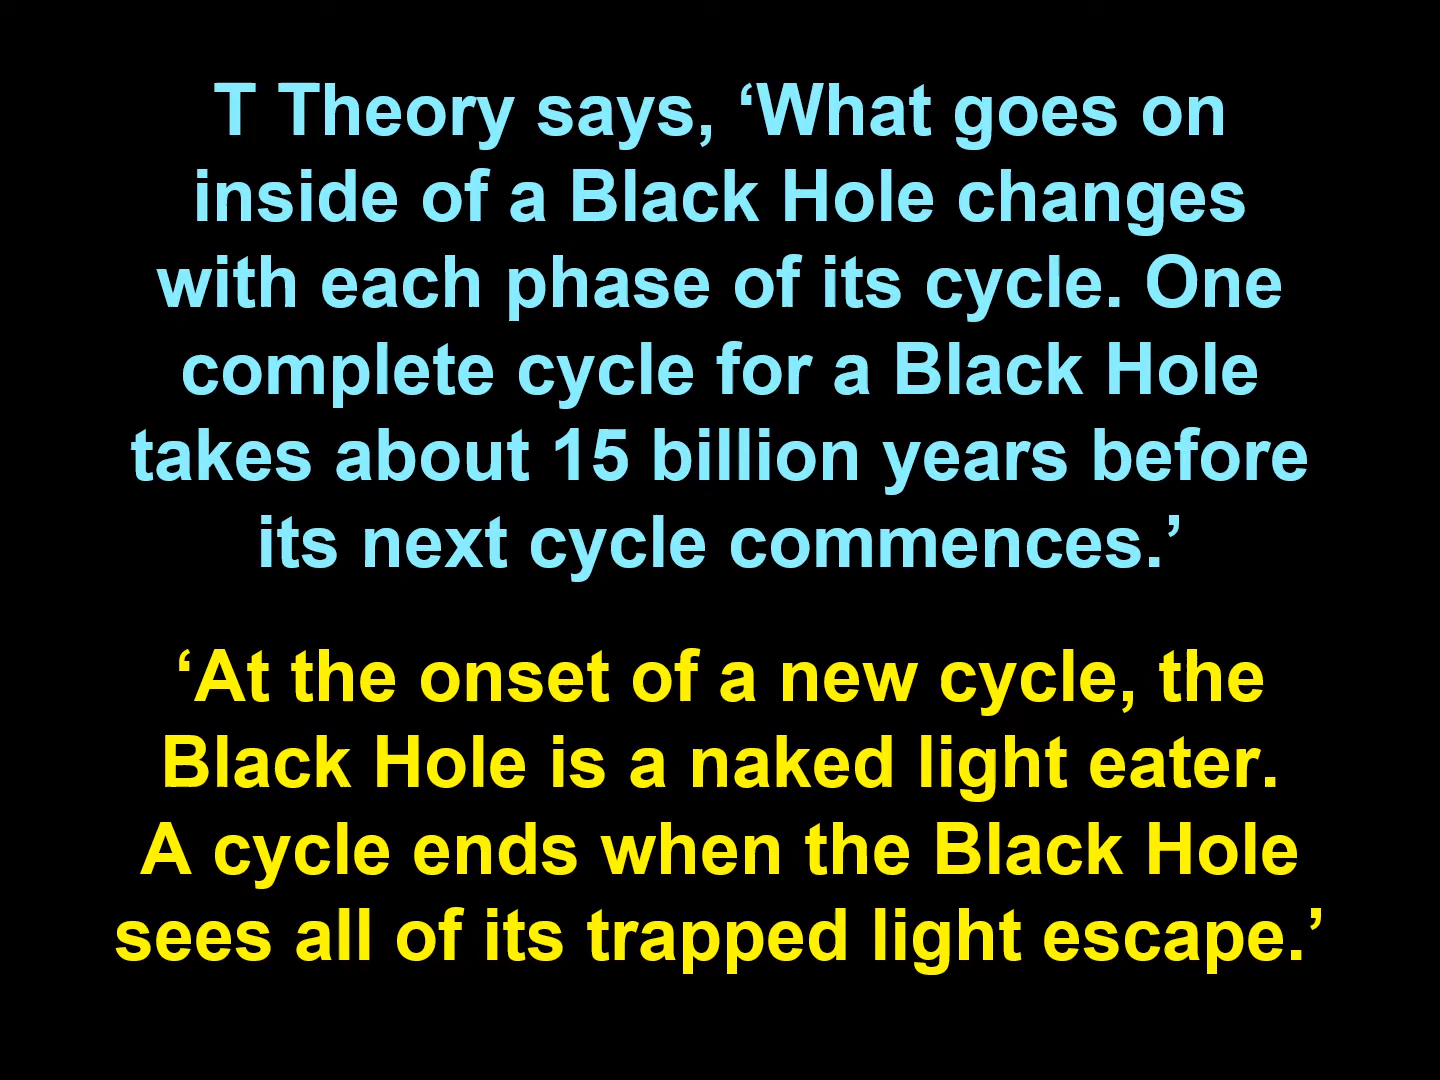 T Theory says, ‘What goes on
inside of a Black Hole changes
with each phase of its cycle. One
complete cycle for a Black Hole
takes about 15 billion years before
its next cycle commences.’
‘At the onset of a new cycle, the
Black Hole is a naked light eater.
A cycle ends when the Black Hole
sees all of its trapped light escape.’